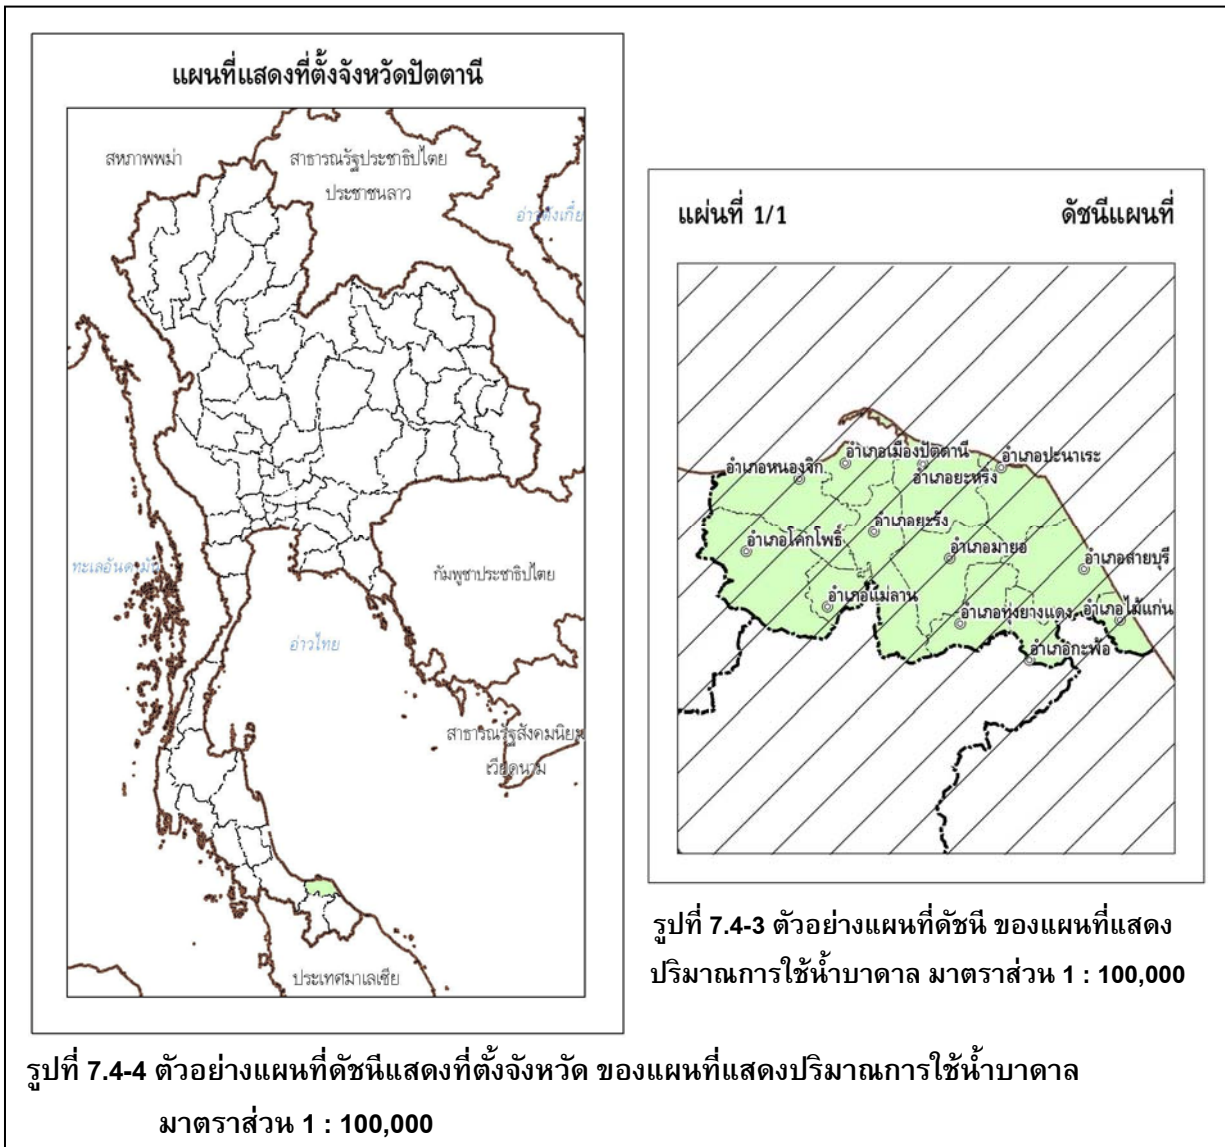 แผนที่แสดงที่ตั้งจังหวัดปัตตานี
สหภาพพม่า
สาธารณรัฐประชาธิปไตย
ประชาชนลาว
อ่าวตังเกี๋ย
ทะเลอันดามัน
กัมพูชาประชาธิปไตย
อ่าวไทย
สาธารณรัฐสังคมนิยม
เวียดนาม
ประเทศมาเลเซีย
แผ่นที่ 1/1
ดัชนีแผนที่
อำเภอเมืองปัตตานี
อำเภอหนองจิก
อำเภอยะหริ่ง
อำเภอปะนาเระ
อำเภอยะรัง
อำเภอโคกโพธิ์
อำเภอมายอ
อำเภอสายบุรี
อำเภอแม่ลาน
อำเภอทุ่งยางแดง
อำเภอไม้แก่น
อำเภอกะพ้อ
รูปที่ 7.4-3 ตัวอย่างแผนที่ดัชนี ของแผนที่แสดง
ปริมาณการใช้น้ำบาดาล มาตราส่วน 1 : 100,000
รูปที่ 7.4-4 ตัวอย่างแผนที่ดัชนีแสดงที่ตั้งจังหวัด ของแผนที่แสดงปริมาณการใช้น้ำบาดาล
มาตราส่วน 1 : 100,000